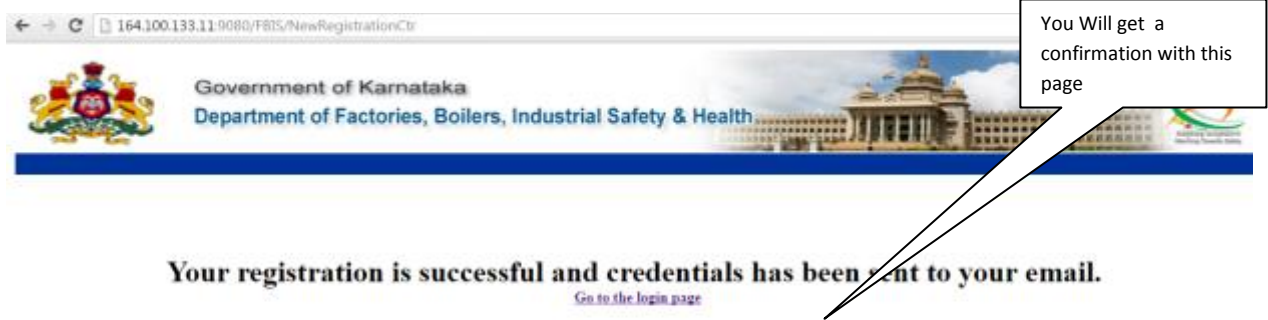 164.100.133.11:9080/FBIS/NewRegistrationCtr
You Will get a
confirmation with this
page
Government of Karnataka
Department of Factories, Boilers, Industrial Safety & Health
Your registration is successful and credentials has been sent to your email.
Go to the login page